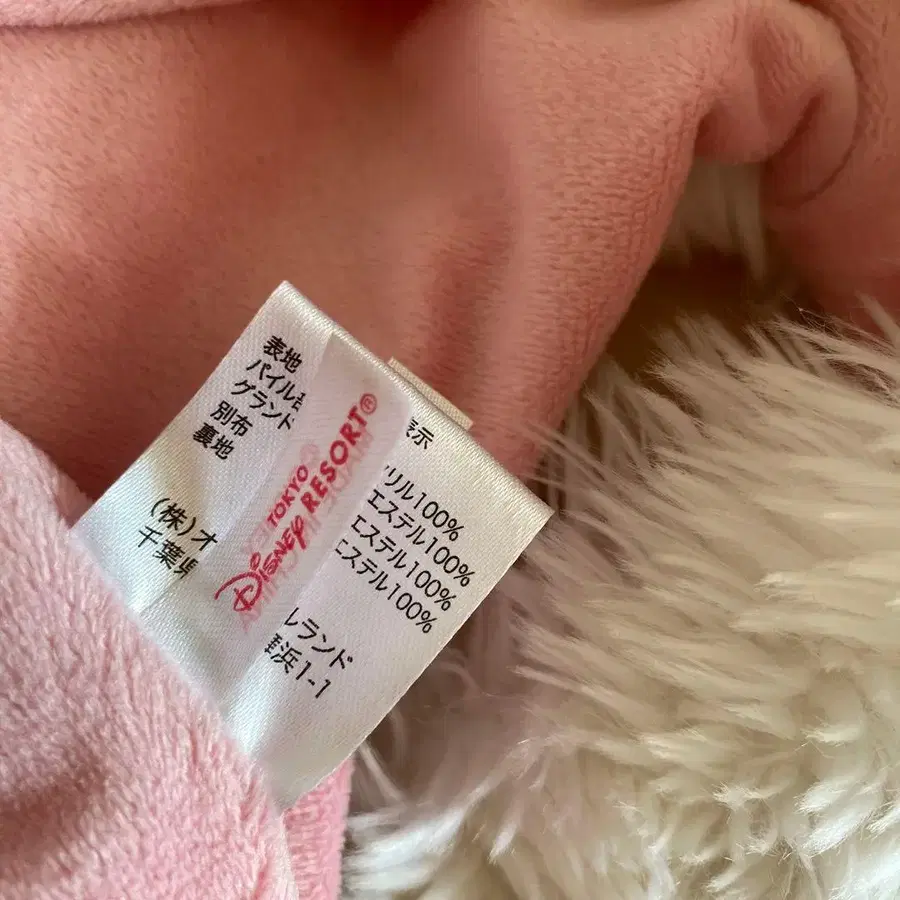 表地
パイル
グランド
別布
裏地
(株)オ
千葉県
TOKYO
DISNEY RESORT®
表示
リル100%
エステル100%
エステル100%
エステル100%
レランド
浜1-1